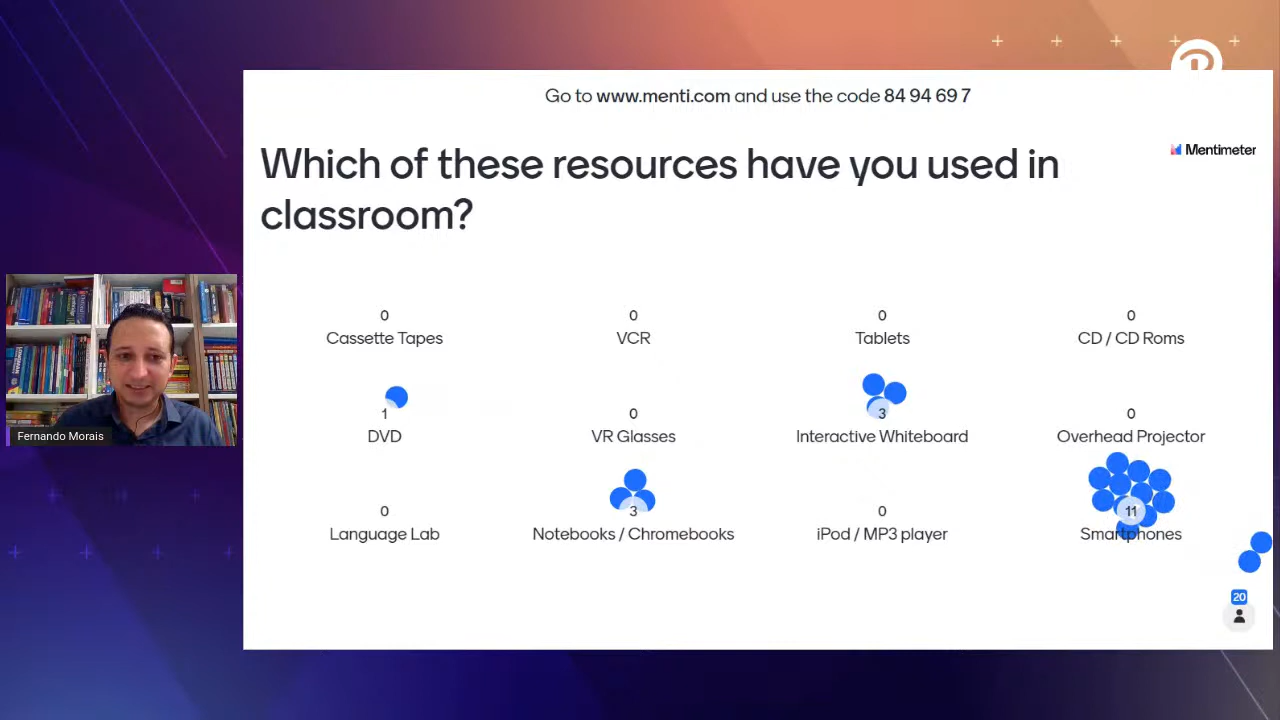 Go to www.menti.com and use the code 84 94 69 7
Mentimeter
Which of these resources have you used in
classroom?
0 0 0 0
Cassette Tapes VCR Tablets CD / CD Roms
1 0 3 0
DVD VR Glasses Interactive Whiteboard Overhead Projector
0 3 0 11
Language Lab Notebooks / Chromebooks iPod / MP3 player Smartphones
20
Fernando Morais